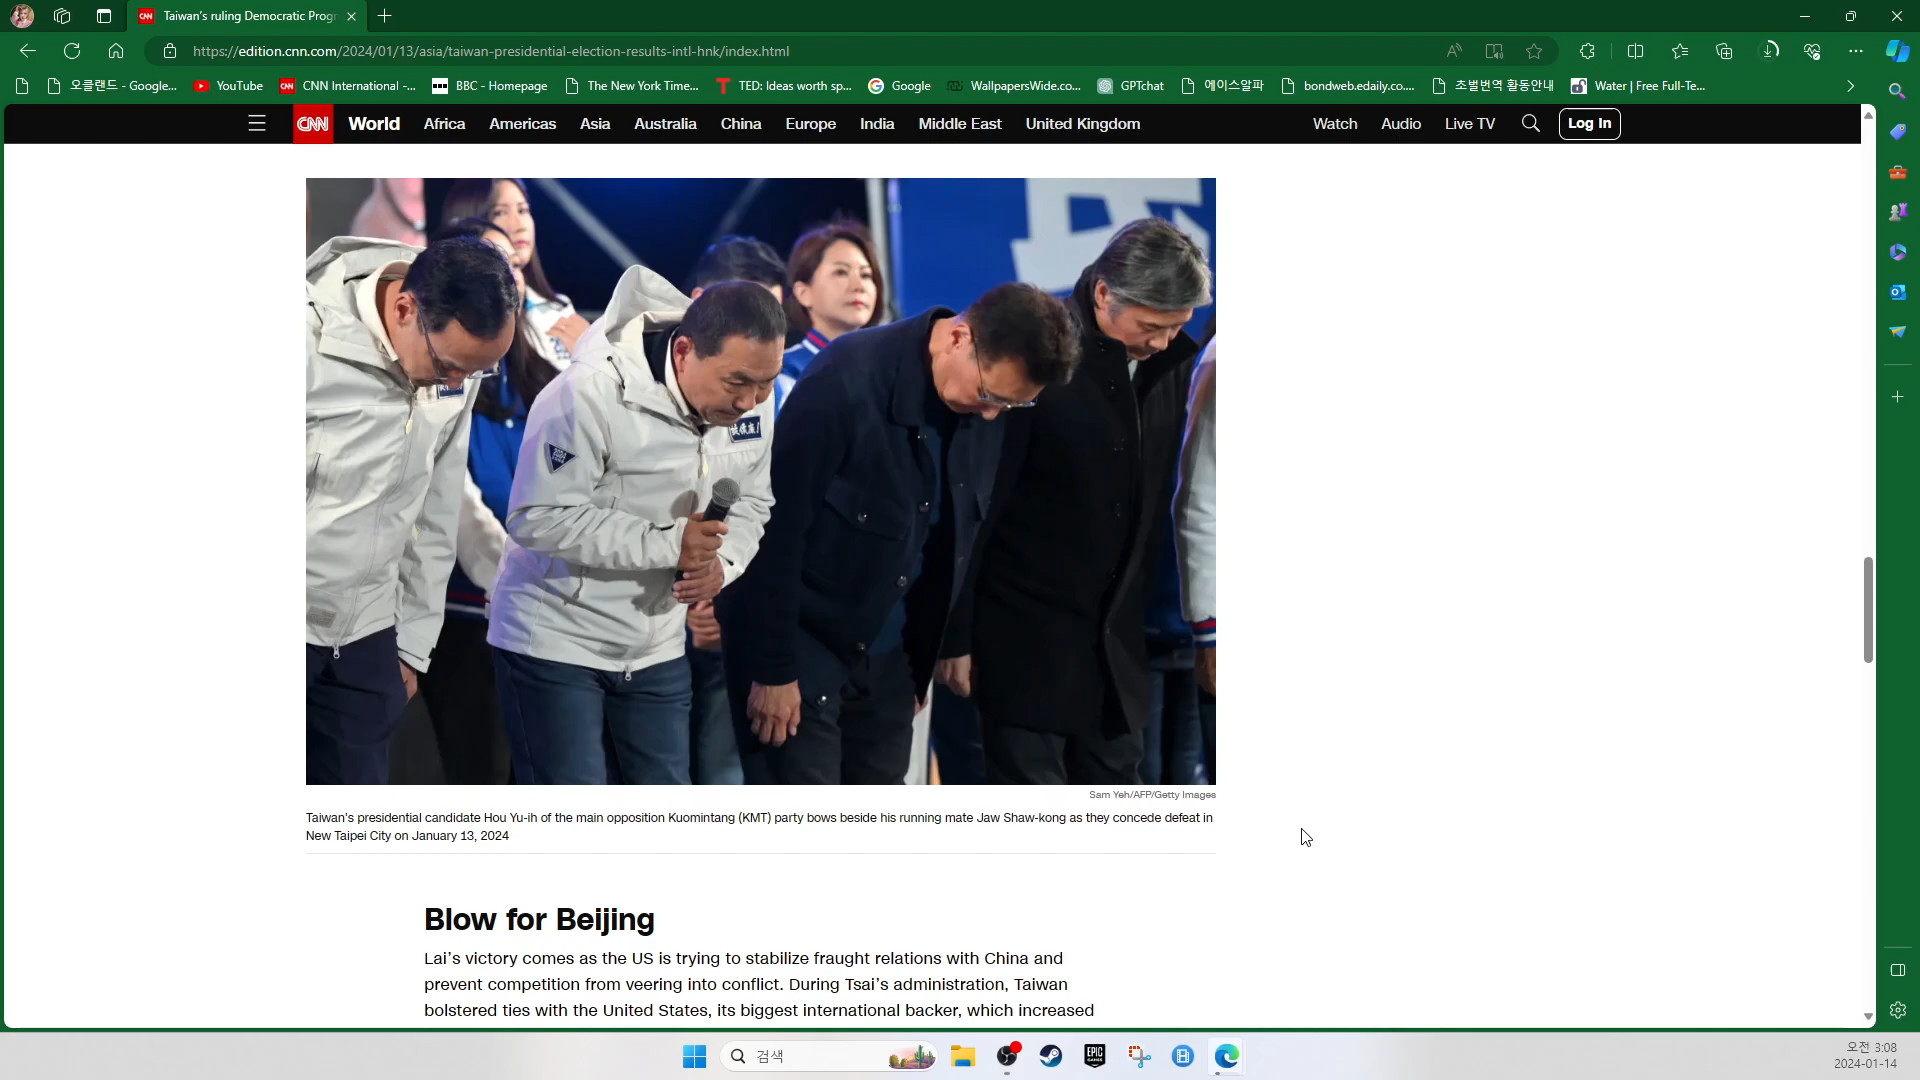 Taiwan's ruling Democratic Prog
https://edition.cnn.com/2024/01/13/asia/taiwan-presidential-election-results-intl-hnk/index.html
오클랜드 - Google... YouTube CNN International -... BBC - Homepage The New York Time... TED: Ideas worth sp... Google WallpapersWide.co... GPTchat 에이스알파 bondweb.edaily.co.... 초벌번역 활동안내 Water | Free Full-Te...
CNN World Africa Americas Asia Australia China Europe India Middle East United Kingdom Watch Audio Live TV Log In
2024
Sam Yeh/AFP/Getty Images
Taiwan's presidential candidate Hou Yu-ih of the main opposition Kuomintang (KMT) party bows beside his running mate Jaw Shaw-kong as they concede defeat in
New Taipei City on January 13, 2024
Blow for Beijing
Lai's victory comes as the US is trying to stabilize fraught relations with China and
prevent competition from veering into conflict. During Tsai's administration, Taiwan
bolstered ties with the United States, its biggest international backer, which increased
검색
EPIC GAMES
오전 3:08
2024-01-14